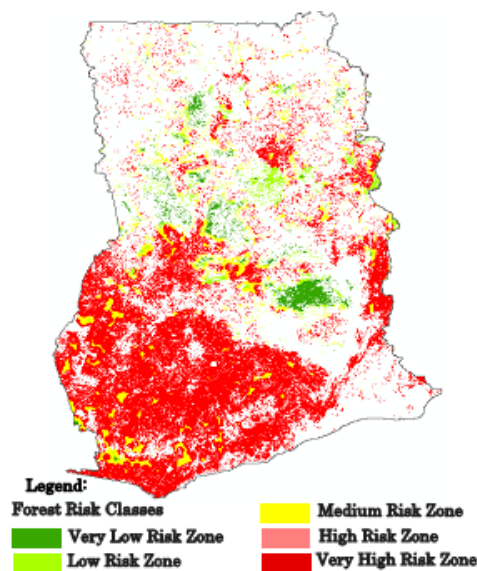 Legend:
Forest Risk Classes
Very Low Risk Zone
Low Risk Zone
Medium Risk Zone
High Risk Zone
Very High Risk Zone